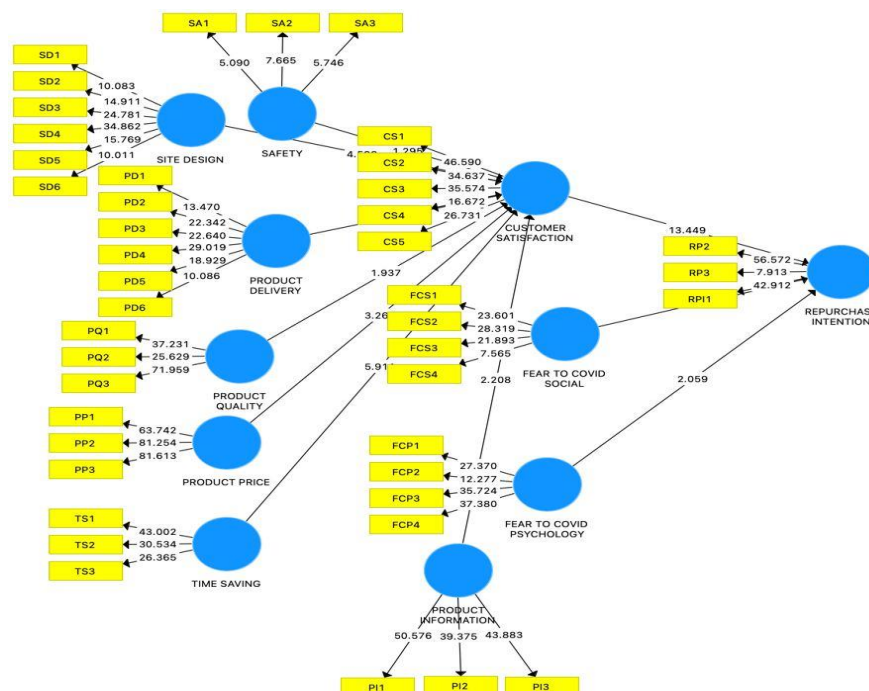 SA1
SA2
SA3
5.090
7.665
5.746
SD1
SD2
SD3
SD4
SD5
SD6
10.083
14.911
24.781
34.862
15.769
10.011
SITE DESIGN
SAFETY
1.295
CS1
CS2
CS3
CS4
CS5
46.590
34.637
35.574
16.672
26.731
CUSTOMER
SATISFACTION
PD1
PD2
PD3
PD4
PD5
PD6
13.470
22.342
22.640
29.019
18.929
10.086
PRODUCT
DELIVERY
13.449
RP2
RP3
RPI1
56.572
7.913
42.912
REPURCHASE
INTENTION
1.937
PQ1
PQ2
PQ3
37.231
25.629
71.959
PRODUCT
QUALITY
FCS1
FCS2
FCS3
FCS4
23.601
28.319
21.893
7.565
FEAR TO COVID
SOCIAL
2.208
2.059
PP1
PP2
PP3
63.742
81.254
81.613
PRODUCT PRICE
FCP1
FCP2
FCP3
FCP4
27.370
12.277
35.724
37.380
FEAR TO COVID
PSYCHOLOGY
TS1
TS2
TS3
43.002
30.534
26.365
TIME SAVING
PRODUCT
INFORMATION
50.576
39.375
43.883
PI1
PI2
PI3